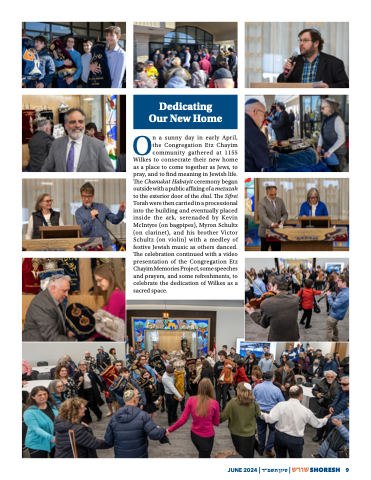 Dedicating
Our New Home
On a sunny day in early April,
the Congregation Etz Chayim
community gathered at 1155
Wilkes to consecrate their new home
as a place to come together as Jews, to
pray, and to find meaning in Jewish life.
The Chanukat Habayit ceremony began
outside with a public affixing of a mezuzah
to the exterior door of the shul. The Sifrei
Torah were then carried in a processional
into the building and eventually placed
inside the ark, serenaded by Kevin
McIntyre (on bagpipes), Myron Schultz
(on clarinet), and his brother Victor
Schultz (on violin) with a medley of
festive Jewish music as others danced.
The celebration continued with a video
presentation of the Congregation Etz
Chayim Memories Project, some speeches
and prayers, and some refreshments, to
celebrate the dedication of Wilkes as a
sacred space.
JUNE 2024 | סיון תשפ״ד | שורש SHORESH 9